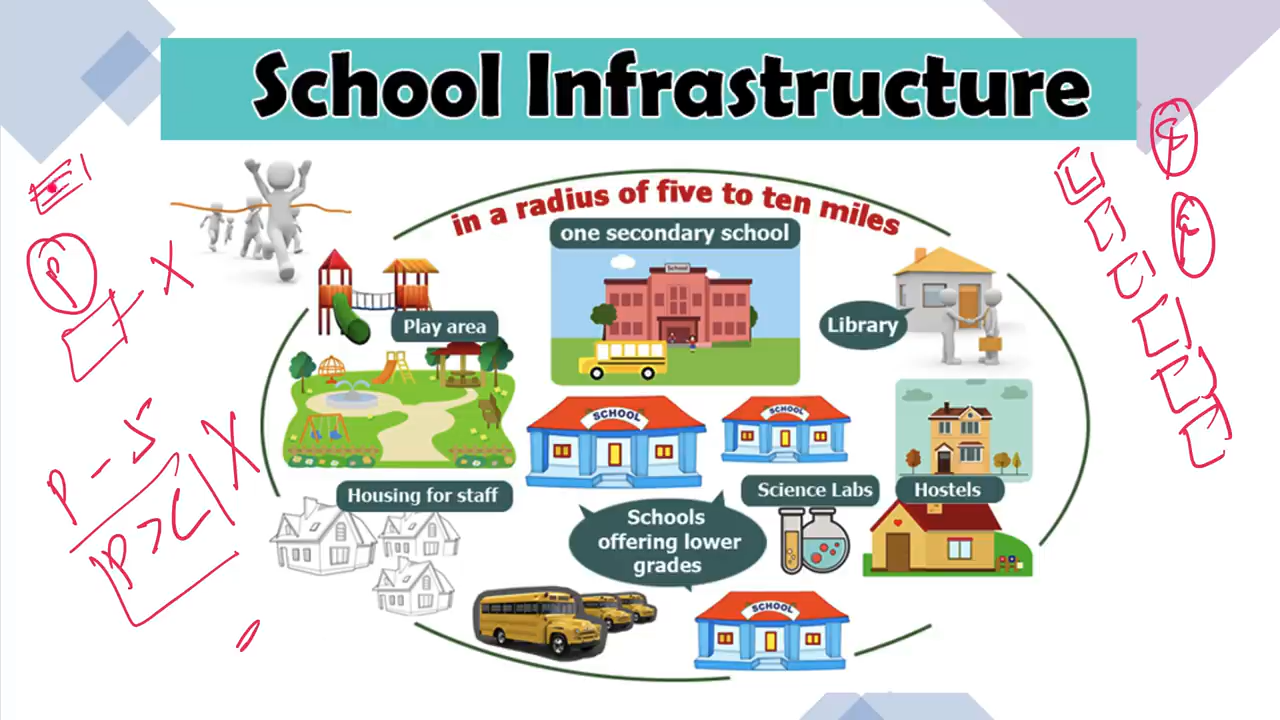 School Infrastructure
in a radius of five to ten miles
one secondary school
School
Play area
Library
SCHOOL
SCHOOL
Housing for staff
Science Labs
Hostels
Schools
offering lower
grades
SCHOOL
P
X
P - S
P > C
X